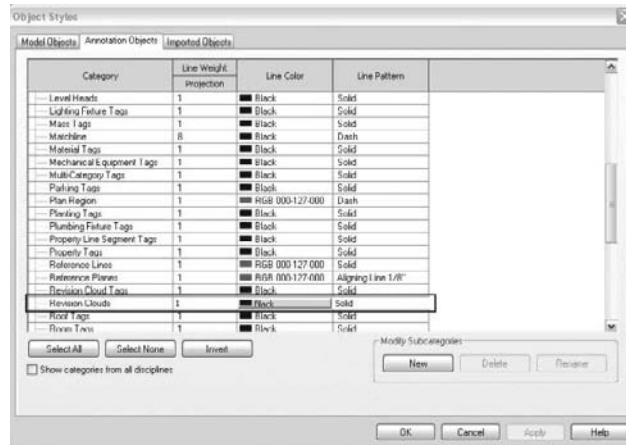 Object Styles
Model Objects Annotation Objects Imported Objects
Category Line Weight Line Color Line Pattern
Projection
Level Heads 1 Black Solid
Lighting Fixture Tags 1 Black Solid
Mass Tags 1 Black Solid
Matchline 8 Black Dash
Material Tags 1 Black Solid
Mechanical Equipment Tags 1 Black Solid
Multi-Category Tags 1 Black Solid
Parking Tags 1 Black Solid
Plan Region 1 RGB 000-127-000 Dash
Planting Tags 1 Black Solid
Plumbing Fixture Tags 1 Black Solid
Property Line Segment Tags 1 Black Solid
Property Tags 1 Black Solid
Reference Lines 1 RGB 000-127-000 Solid
Reference Planes 1 RGB 000-127-000 Aligning Line 1/8"
Revision Cloud Tags 1 Black Solid
Revision Clouds 1 Black Solid
Roof Tags 1 Black Solid
Room Tags 1 Black Solid
Select All Select None Invert
Show categories from all disciplines
Modify Subcategories
New Delete Rename
OK Cancel Apply Help